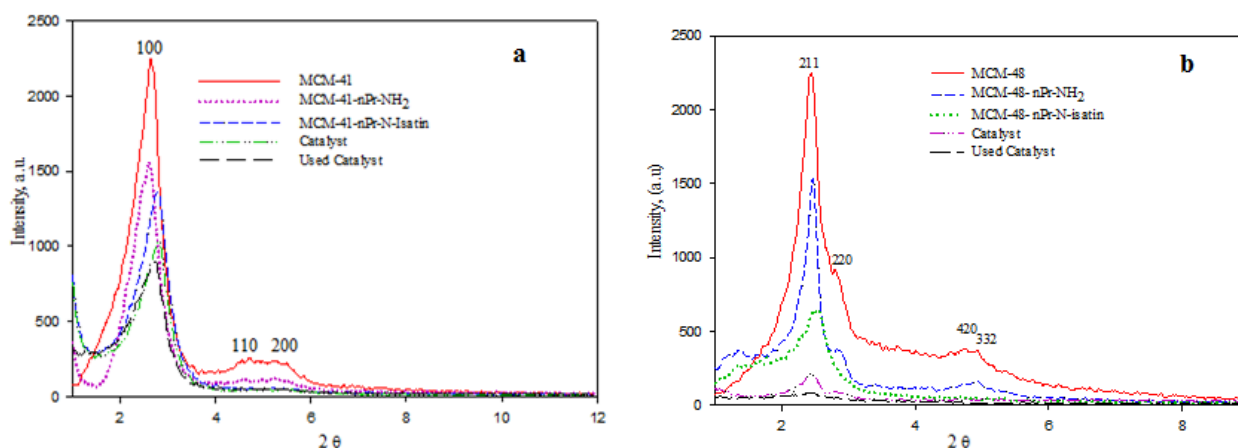 2500
2000
1500
1000
500
0
Intensity, a.u.
100
110
200
a
MCM-41
MCM-41-nPr-NH2
MCM-41-nPr-N-Isatin
Catalyst
Used Catalyst
2 4 6 8 10 12
2 θ
2500
2000
1500
1000
500
0
Intensity, (a.u)
211
220
420
332
b
MCM-48
MCM-48- nPr-NH2
MCM-48- nPr-N-isatin
Catalyst
Used Catalyst
2 4 6 8
2 θ